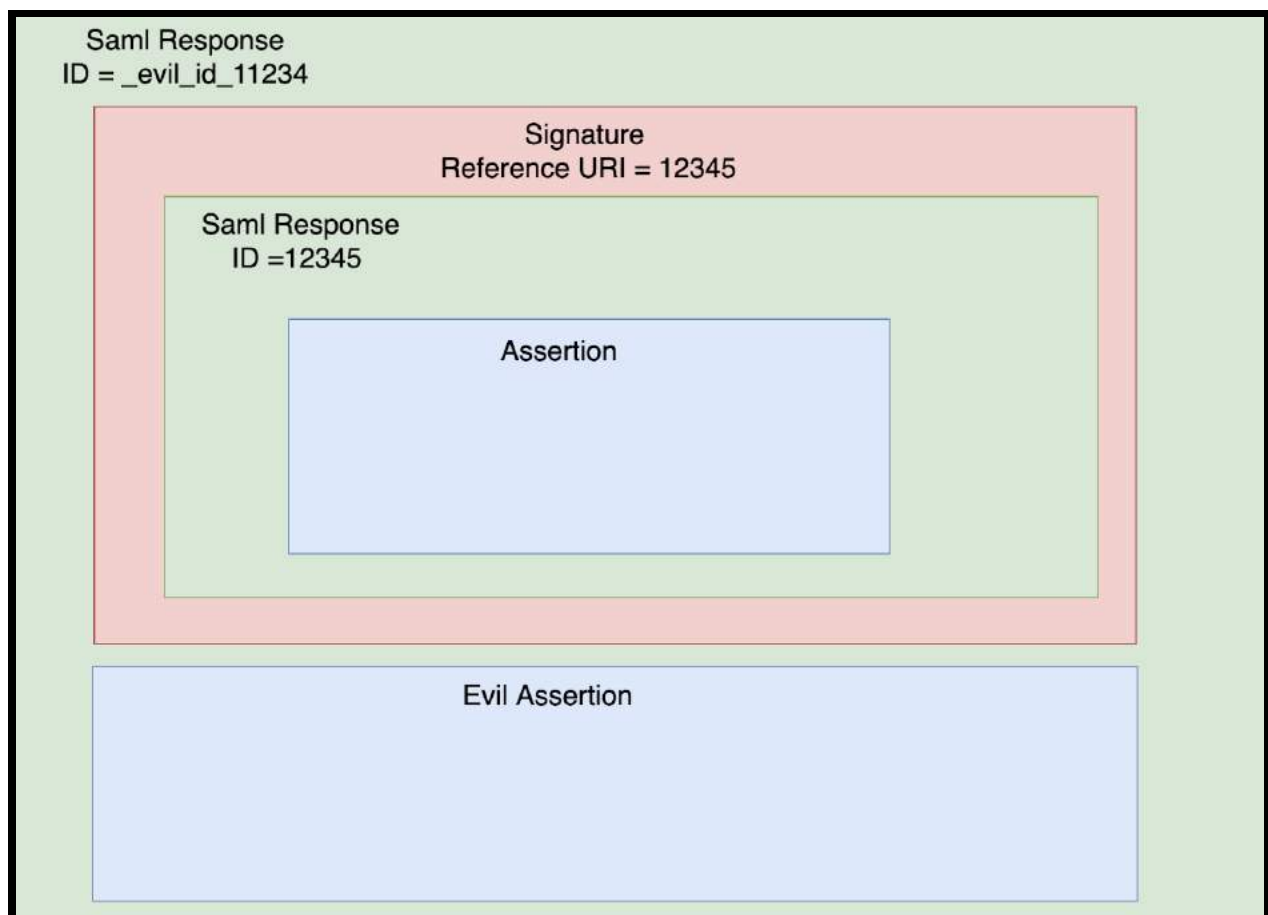 Saml Response
ID = _evil_id_11234
Signature
Reference URI = 12345
Saml Response
ID =12345
Assertion
Evil Assertion